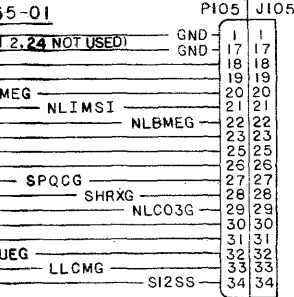 55-01
P105 J105
2,24 NOT USED) GND 1 1
GND 17 17
18 18
19 19
MEG 20 20
NLIMSI 21 21
NLBMEG 22 22
23 23
25 25
26 26
SPQCG 27 27
SHRXG 28 28
NLCO3G 29 29
30 30
31 31
UEG 32 32
LLCMG 33 33
SI2SS 34 34